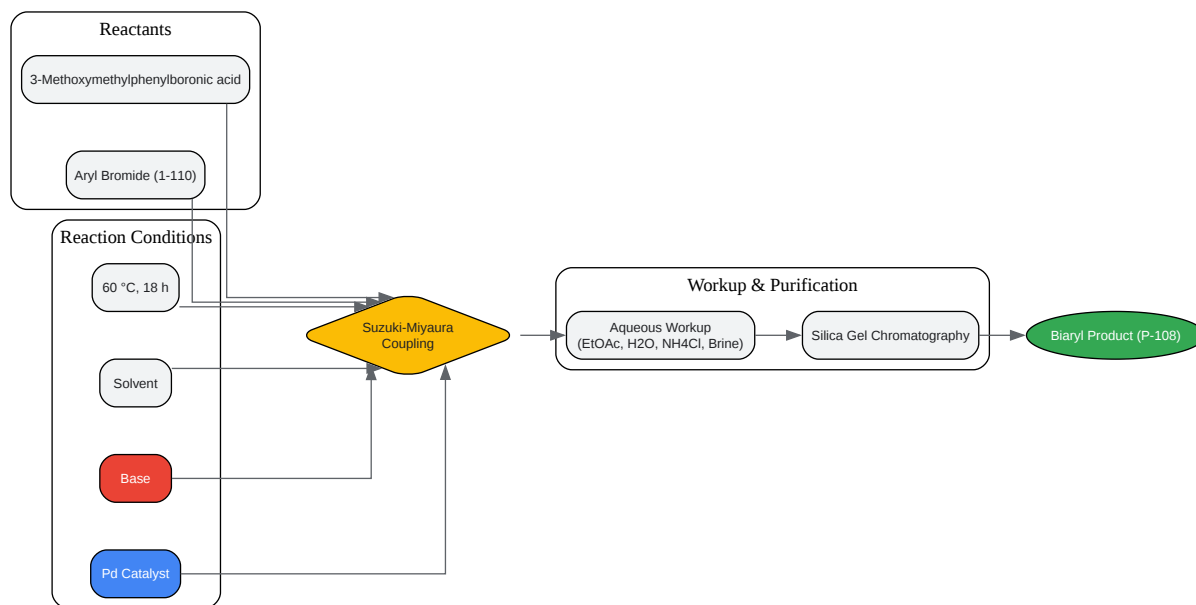 Reactants
3-Methoxymethylphenylboronic acid
Aryl Bromide (1-110)
Reaction Conditions
60 °C, 18 h
Solvent
Base
Pd Catalyst
Suzuki-Miyaura
Coupling
Workup & Purification
Aqueous Workup
(EtOAc, H2O, NH4Cl, Brine)
Silica Gel Chromatography
Biaryl Product (P-108)